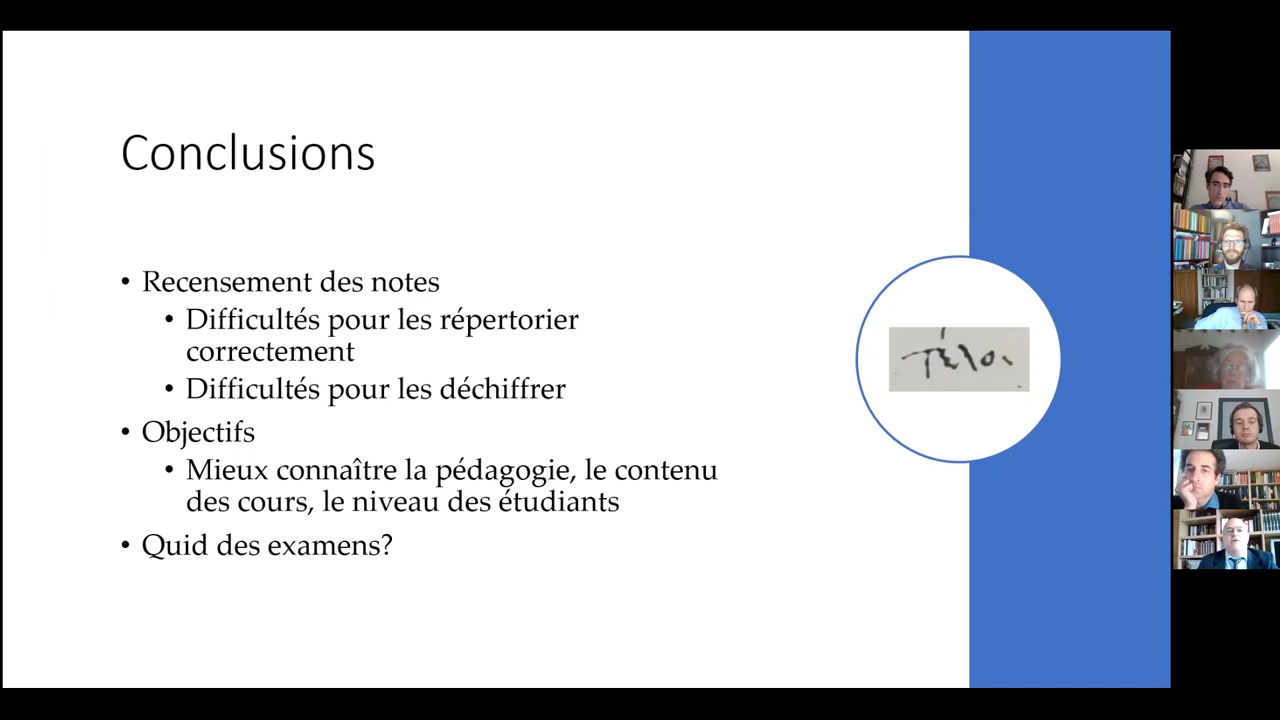 Conclusions
• Recensement des notes
• Difficultés pour les répertorier
correctement
• Difficultés pour les déchiffrer
• Objectifs
• Mieux connaître la pédagogie, le contenu
des cours, le niveau des étudiants
• Quid des examens?